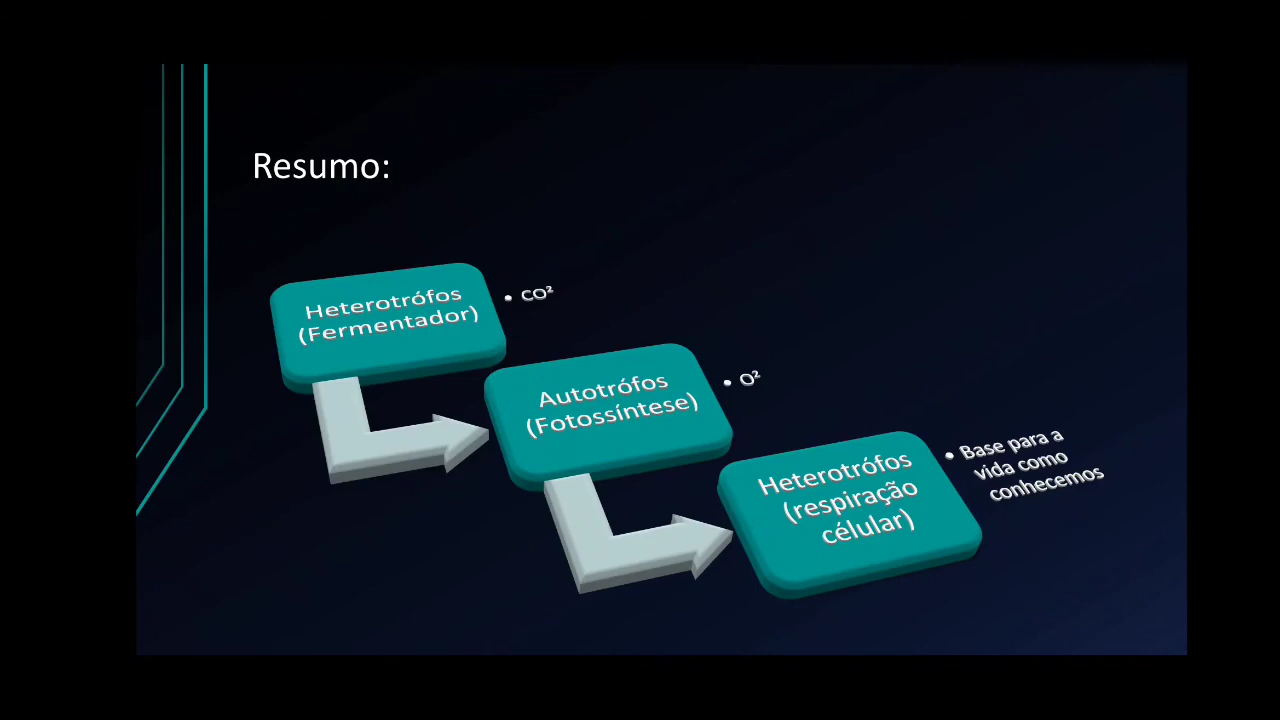 Resumo:
Heterotrófos
(Fermentador)
• CO²
Autotrófos
(Fotossíntese)
• O²
Heterotrófos
(respiração
célular)
• Base para a
vida como
conhecemos